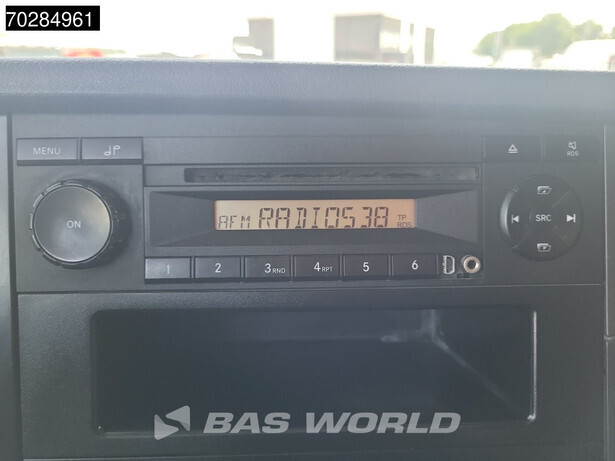 70284961
MENU
RDS
ON
AFM RADIO538 TP
RDS
SRC
1 2 3RND 4RPT 5 6
BAS WORLD